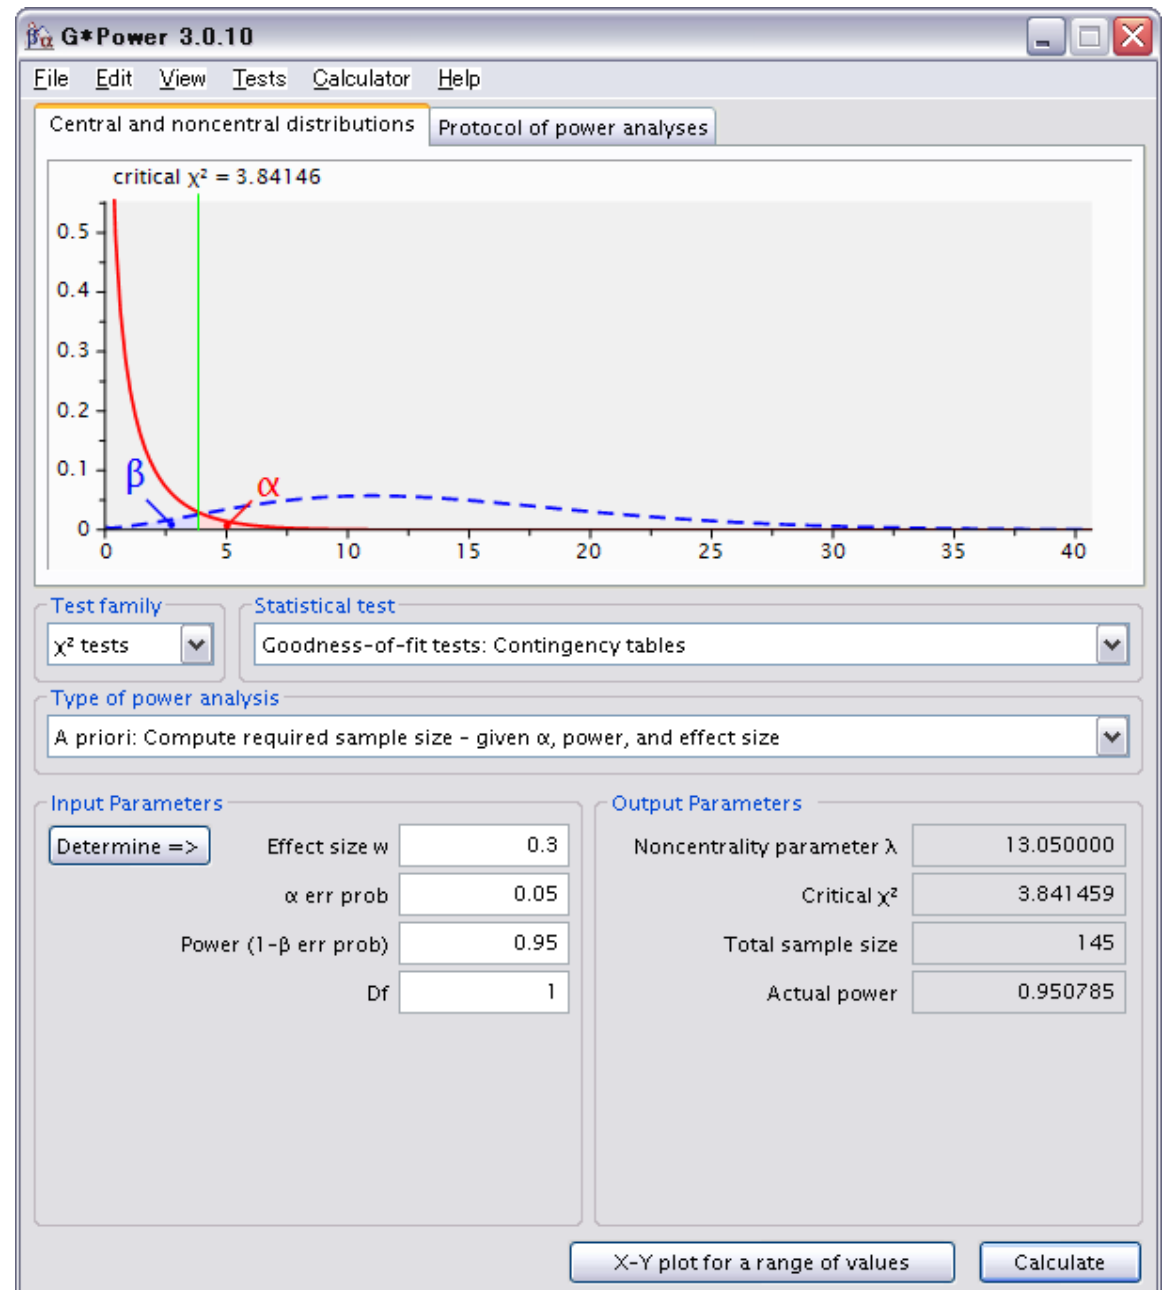 G*Power 3.0.10
File Edit View Tests Calculator Help
Central and noncentral distributions Protocol of power analyses
critical χ² = 3.84146
0.5
0.4
0.3
0.2
0.1
0
β
α
0 5 10 15 20 25 30 35 40
Test family Statistical test
χ² tests Goodness-of-fit tests: Contingency tables
Type of power analysis
A priori: Compute required sample size - given α, power, and effect size
Input Parameters Output Parameters
Determine => Effect size w 0.3 Noncentrality parameter λ 13.050000
α err prob 0.05 Critical χ² 3.841459
Power (1-β err prob) 0.95 Total sample size 145
Df 1 Actual power 0.950785
X-Y plot for a range of values Calculate